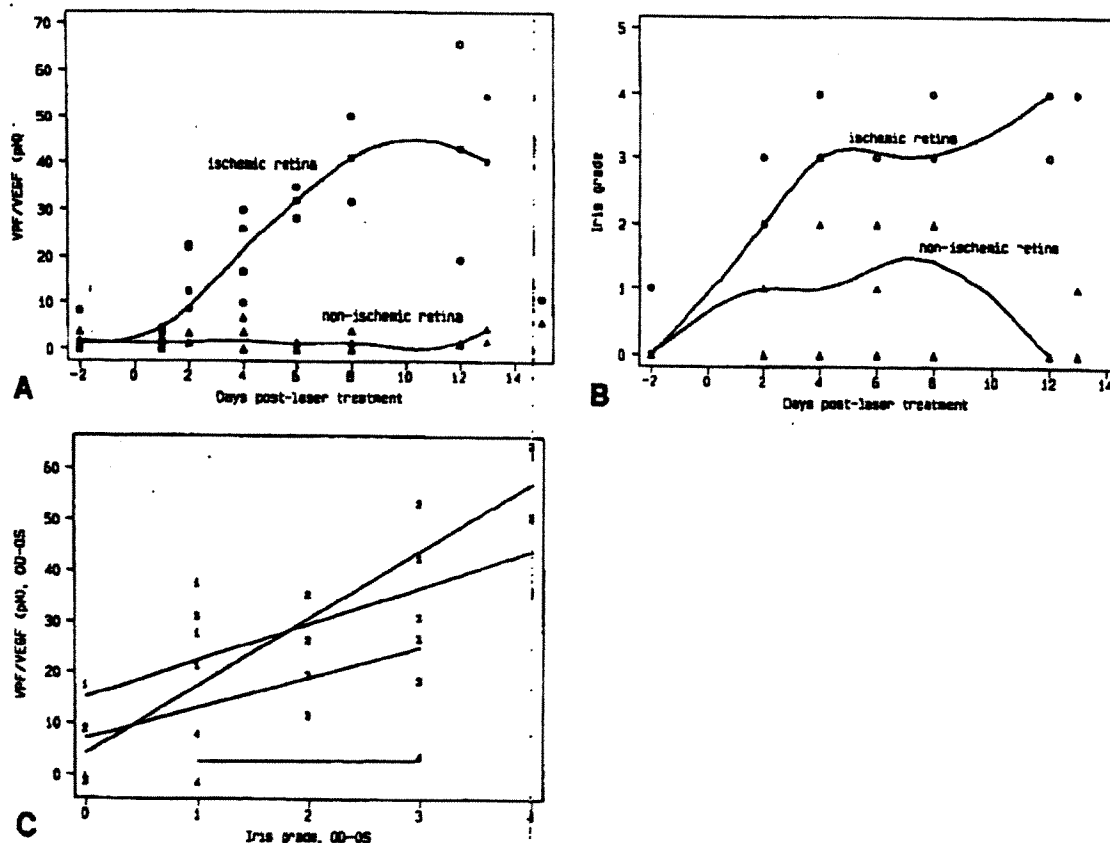 70
60
50
40
30
20
10
0
VPF/VEGF (pM)
ischemic retina
non-ischemic retina
-2 0 2 4 6 8 10 12 14
Days post-laser treatment
A
5
4
3
2
1
0
Iris grade
ischemic retina
non-ischemic retina
-2 0 2 4 6 8 10 12 14
Days post-laser treatment
B
60
50
40
30
20
10
0
VPF/VEGF (pM), OD-OS
0 1 2 3 4
Iris grade, OD-OS
C